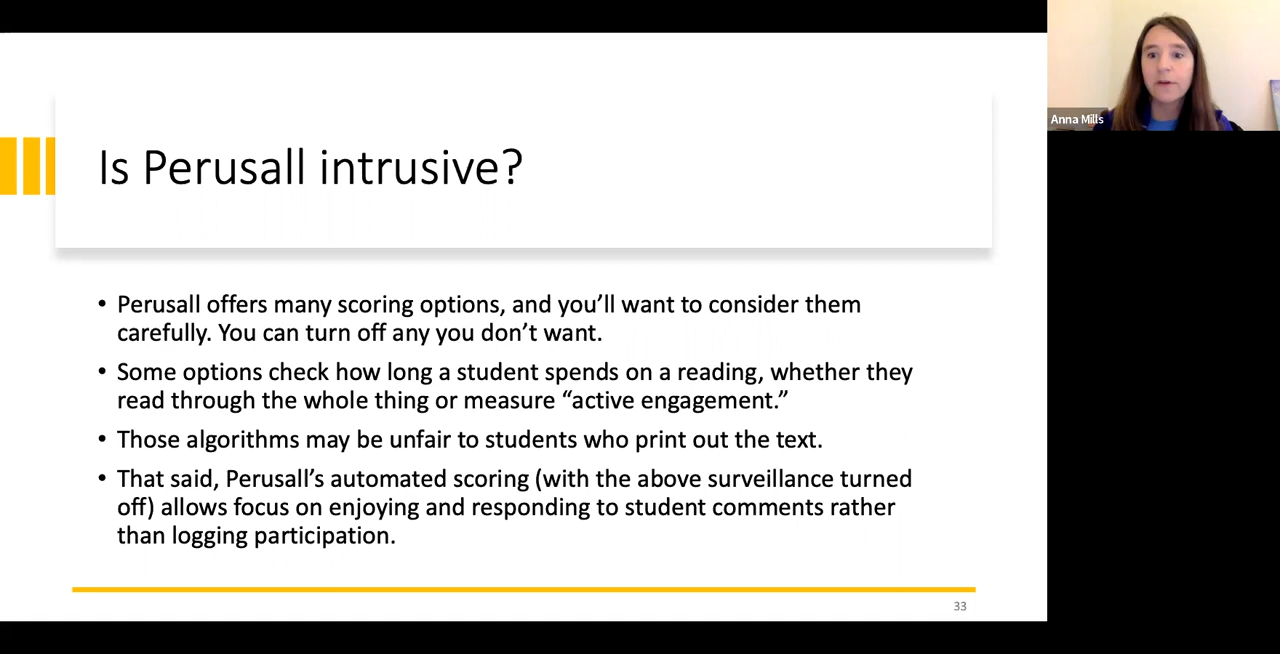 Is Perusall intrusive?
• Perusall offers many scoring options, and you’ll want to consider them
carefully. You can turn off any you don’t want.
• Some options check how long a student spends on a reading, whether they
read through the whole thing or measure “active engagement.”
• Those algorithms may be unfair to students who print out the text.
• That said, Perusall’s automated scoring (with the above surveillance turned
off) allows focus on enjoying and responding to student comments rather
than logging participation.
33
Anna Mills